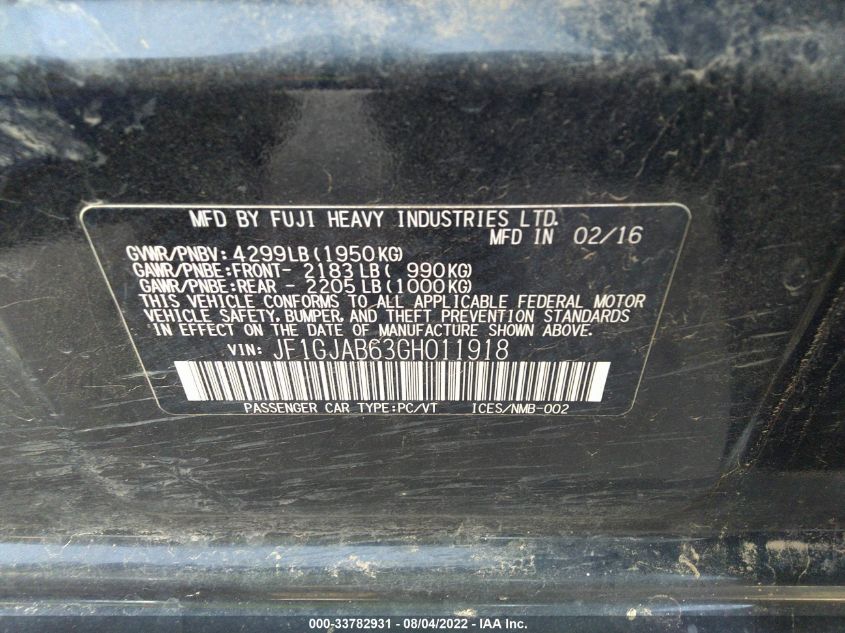 MFD BY FUJI HEAVY INDUSTRIES LTD.
MFD IN 02/16
GVWR/PNBV: 4299LB (1950KG)
GAWR/PNBE:FRONT- 2183 LB ( 990KG)
GAWR/PNBE:REAR - 2205 LB (1000KG)
THIS VEHICLE CONFORMS TO ALL APPLICABLE FEDERAL MOTOR
VEHICLE SAFETY, BUMPER, AND THEFT PREVENTION STANDARDS
IN EFFECT ON THE DATE OF MANUFACTURE SHOWN ABOVE.
VIN: JF1GJAB63GH011918
PASSENGER CAR TYPE:PC/VT ICES/NMB-002
000-33782931 - 08/04/2022 - IAA Inc.